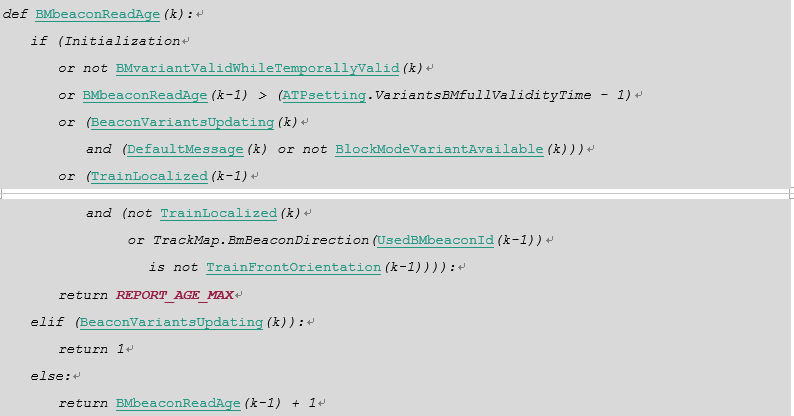 def BMbeaconReadAge(k):↵
if (Initialization↵
or not BMvariantValidWhileTemporallyValid(k)↵
or BMbeaconReadAge(k-1) > (ATPsetting.VariantsBMfullValidityTime - 1)↵
or (BeaconVariantsUpdating(k)↵
and (DefaultMessage(k) or not BlockModeVariantAvailable(k)))↵
or (TrainLocalized(k-1)↵
and (not TrainLocalized(k)↵
or TrackMap.BmBeaconDirection(UsedBMbeaconId(k-1))↵
is not TrainFrontOrientation(k-1)))):↵
return REPORT_AGE_MAX↵
elif (BeaconVariantsUpdating(k)):↵
return 1↵
else:↵
return BMbeaconReadAge(k-1) + 1↵